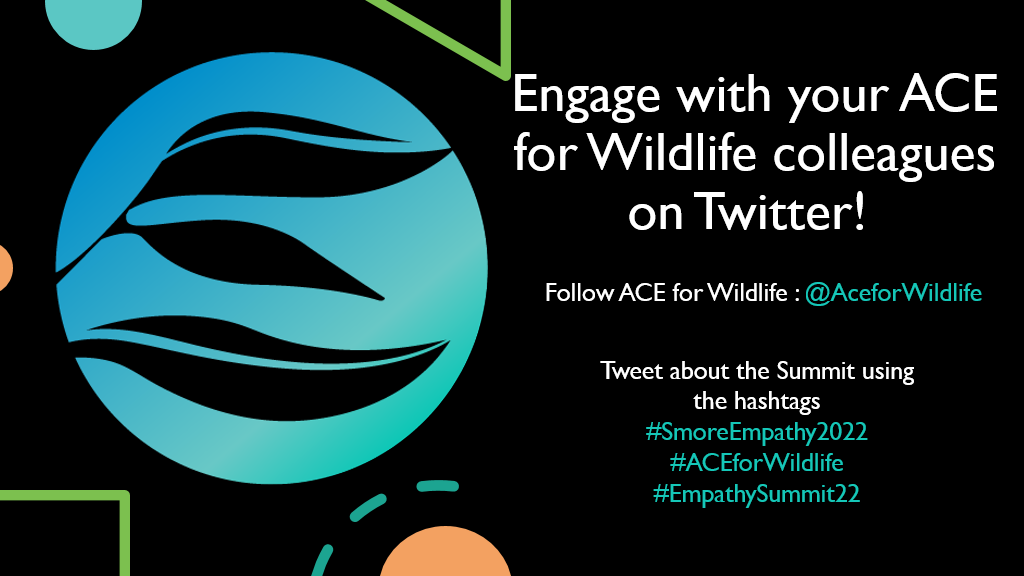 Engage with your ACE
for Wildlife colleagues
on Twitter!
Follow ACE for Wildlife : @AceforWildlife
Tweet about the Summit using
the hashtags
#SmoreEmpathy2022
#ACEforWildlife
#EmpathySummit22